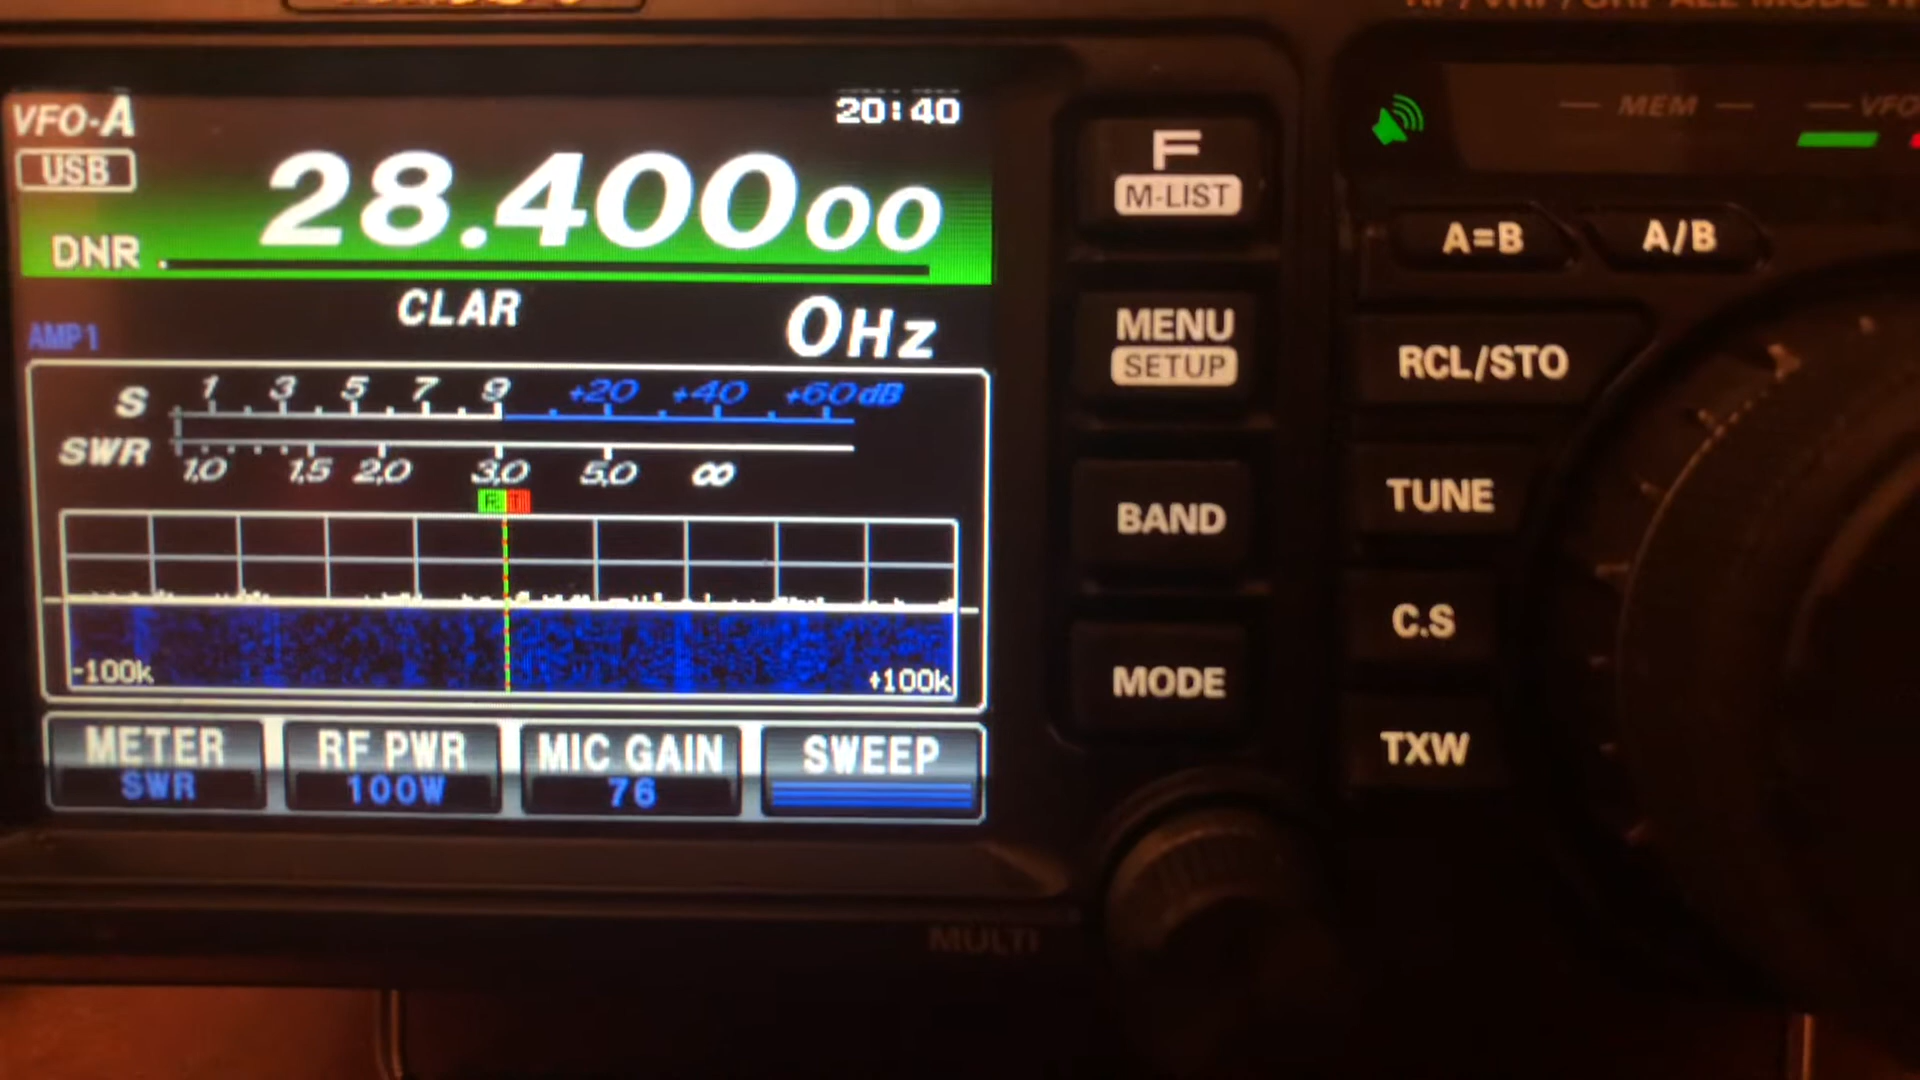 VFO-A
20:40
USB
28.40000
DNR
CLAR
0Hz
AMP1
S 1 3 5 7 9 +20 +40 +60dB
SWR 1.0 1.5 2.0 3.0 5.0 ∞
R
-100k
+100k
METER
SWR
RF PWR
100W
MIC GAIN
76
SWEEP
F
M-LIST
MENU
SETUP
BAND
MODE
MULTI
MEM
VFO
A=B
A/B
RCL/STO
TUNE
C.S
TXW